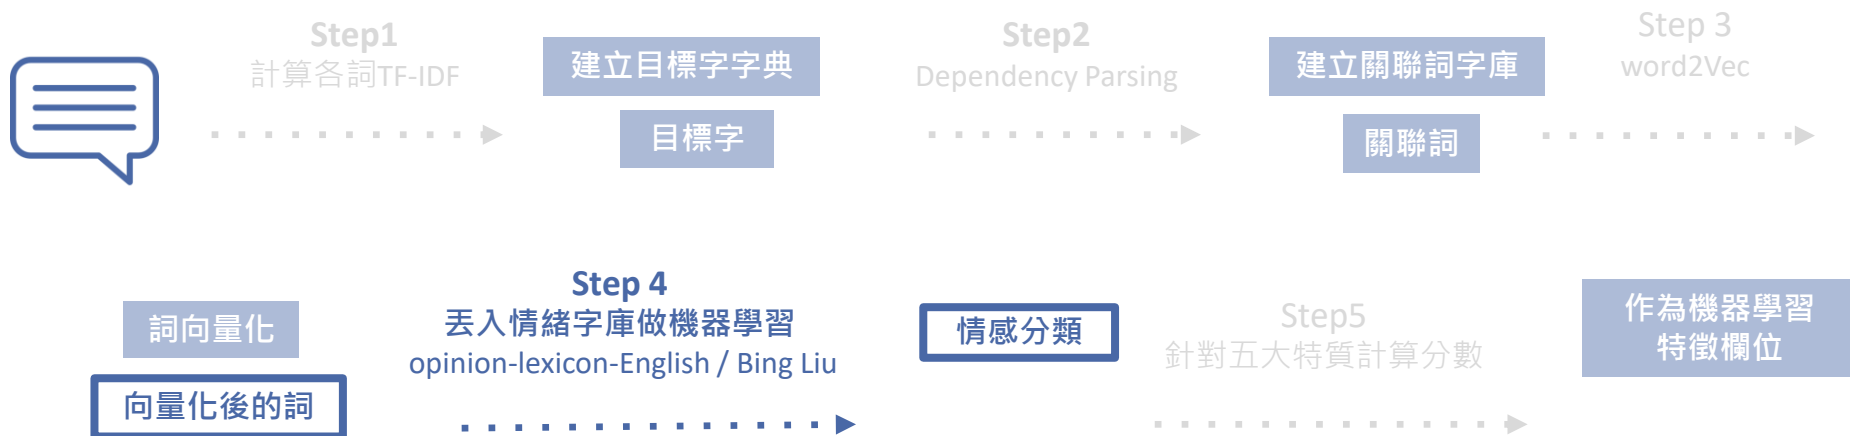 Step1
計算各詞TF-IDF
建立目標字字典
目標字
Step2
Dependency Parsing
建立關聯詞字庫
關聯詞
Step 3
word2Vec
詞向量化
向量化後的詞
Step 4
丟入情緒字庫做機器學習
opinion-lexicon-English / Bing Liu
情感分類
Step5
針對五大特質計算分數
作為機器學習
特徵欄位